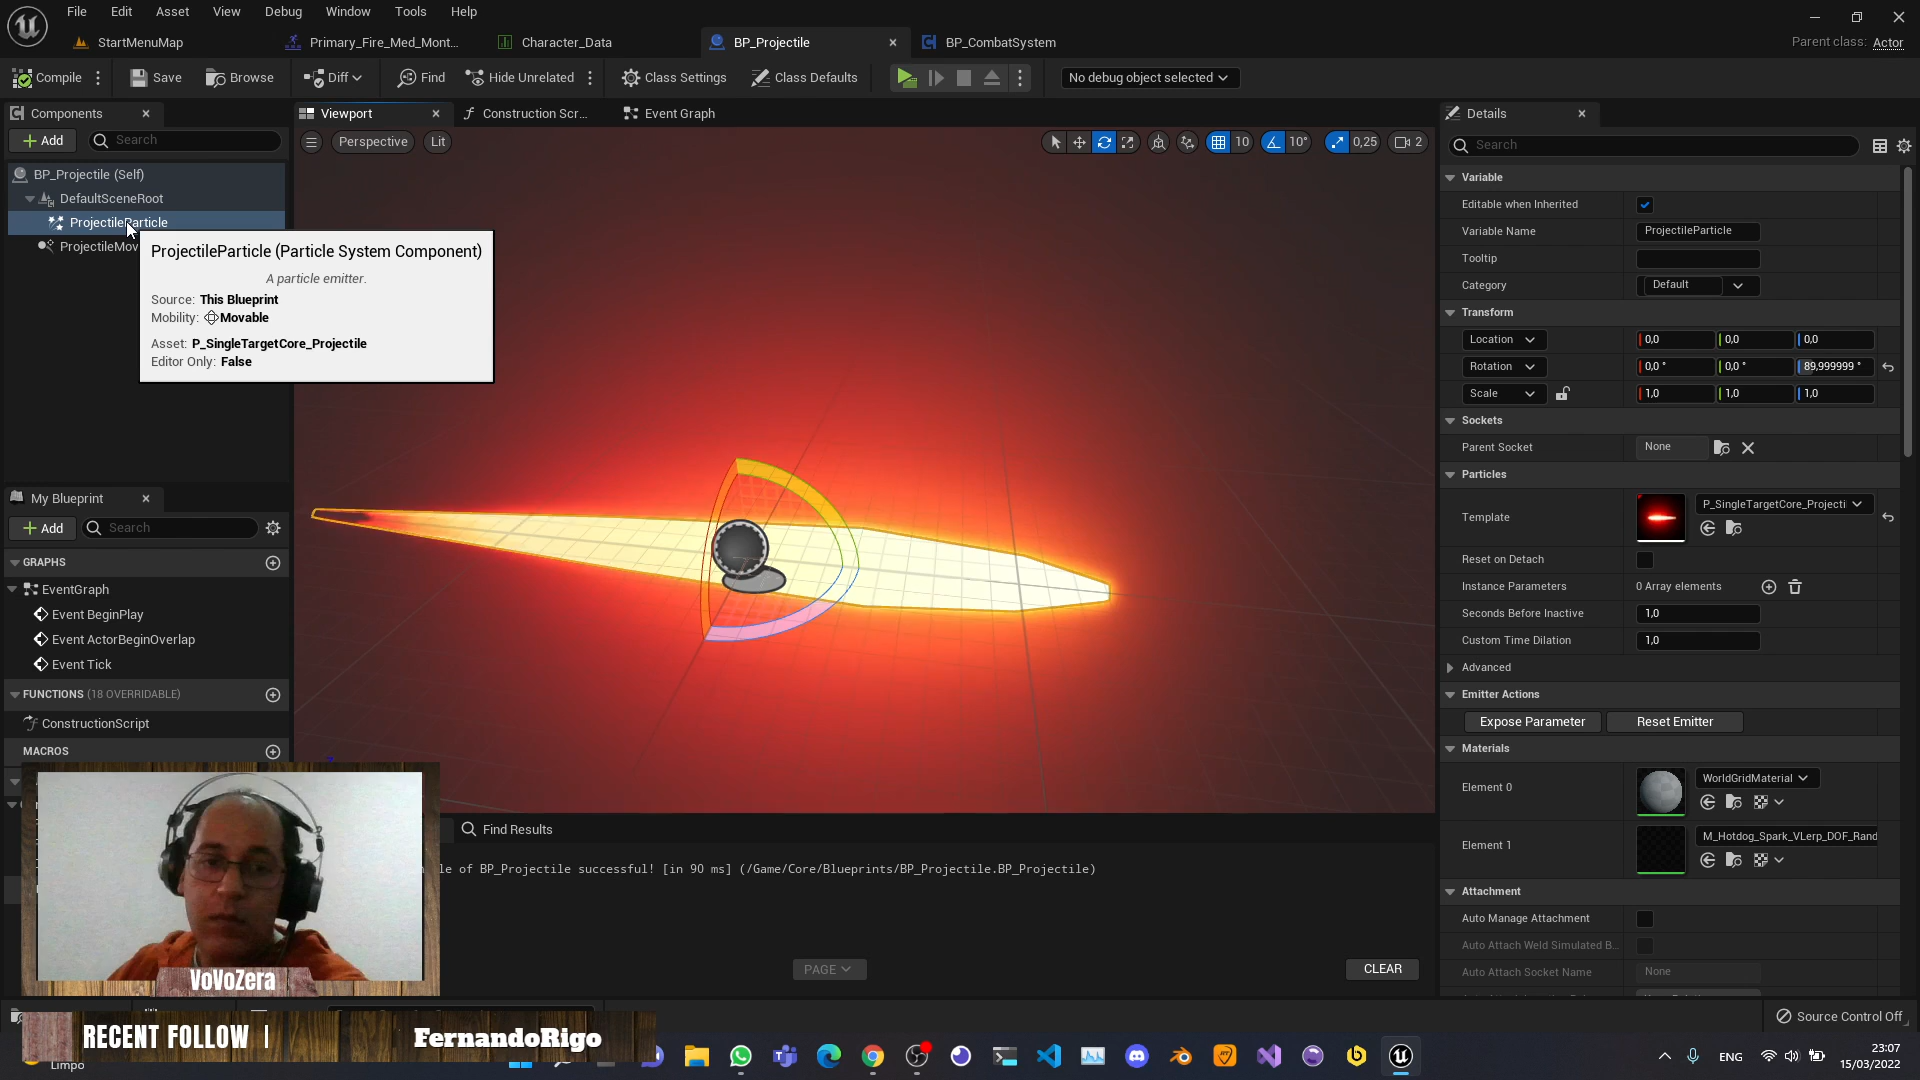 File Edit Asset View Debug Window Tools Help
StartMenuMap Primary_Fire_Med_Mont... Character_Data BP_Projectile BP_CombatSystem Parent class: Actor
Compile Save Browse Diff Find Hide Unrelated Class Settings Class Defaults No debug object selected
Components
Add Search
BP_Projectile (Self)
DefaultSceneRoot
ProjectileParticle
ProjectileMov
ProjectileParticle (Particle System Component)
A particle emitter.
Source: This Blueprint
Mobility: Movable
Asset: P_SingleTargetCore_Projectile
Editor Only: False
Viewport Construction Scr... Event Graph
Perspective Lit 10 10° 0,25 2
My Blueprint
Add Search
GRAPHS
EventGraph
Event BeginPlay
Event ActorBeginOverlap
Event Tick
FUNCTIONS (18 OVERRIDABLE)
ConstructionScript
MACROS
Find Results
le of BP_Projectile successful! [in 90 ms] (/Game/Core/Blueprints/BP_Projectile.BP_Projectile)
PAGE CLEAR
Details
Search
Variable
Editable when Inherited
Variable Name ProjectileParticle
Tooltip
Category Default
Transform
Location 0,0 0,0 0,0
Rotation 0,0 ° 0,0 ° 89,999999 °
Scale 1,0 1,0 1,0
Sockets
Parent Socket None
Particles
Template P_SingleTargetCore_Projecti
Reset on Detach
Instance Parameters 0 Array elements
Seconds Before Inactive 1,0
Custom Time Dilation 1,0
Advanced
Emitter Actions
Expose Parameter Reset Emitter
Materials
Element 0 WorldGridMaterial
Element 1 M_Hotdog_Spark_VLerp_DOF_Rand
Attachment
Auto Manage Attachment
Auto Attach Weld Simulated B...
Auto Attach Socket Name None
Source Control Off
VoVoZera
RECENT FOLLOW | FernandoRigo
Limpo
ENG
23:07
15/03/2022